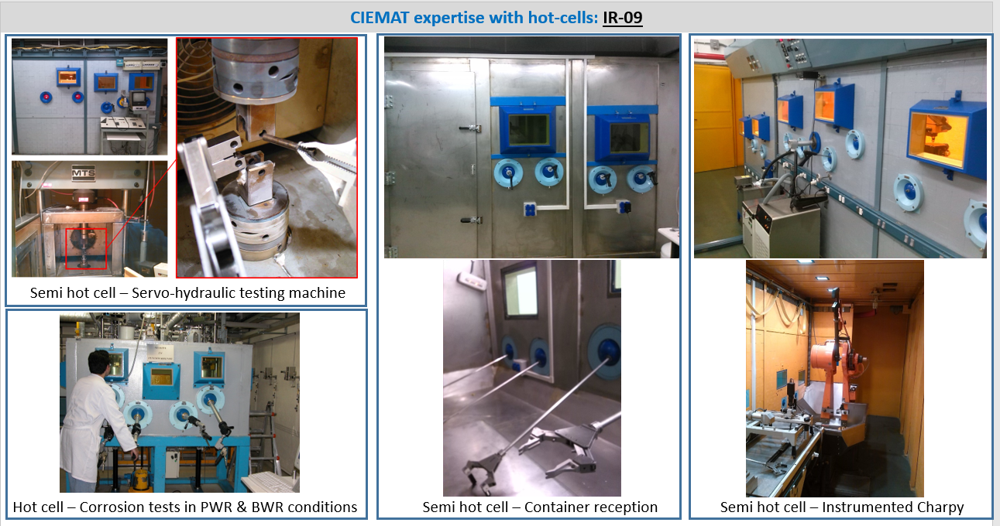 CIEMAT expertise with hot-cells: IR-09
MTS
Semi hot cell – Servo-hydraulic testing machine
Hot cell – Corrosion tests in PWR & BWR conditions
Semi hot cell – Container reception
Semi hot cell – Instrumented Charpy